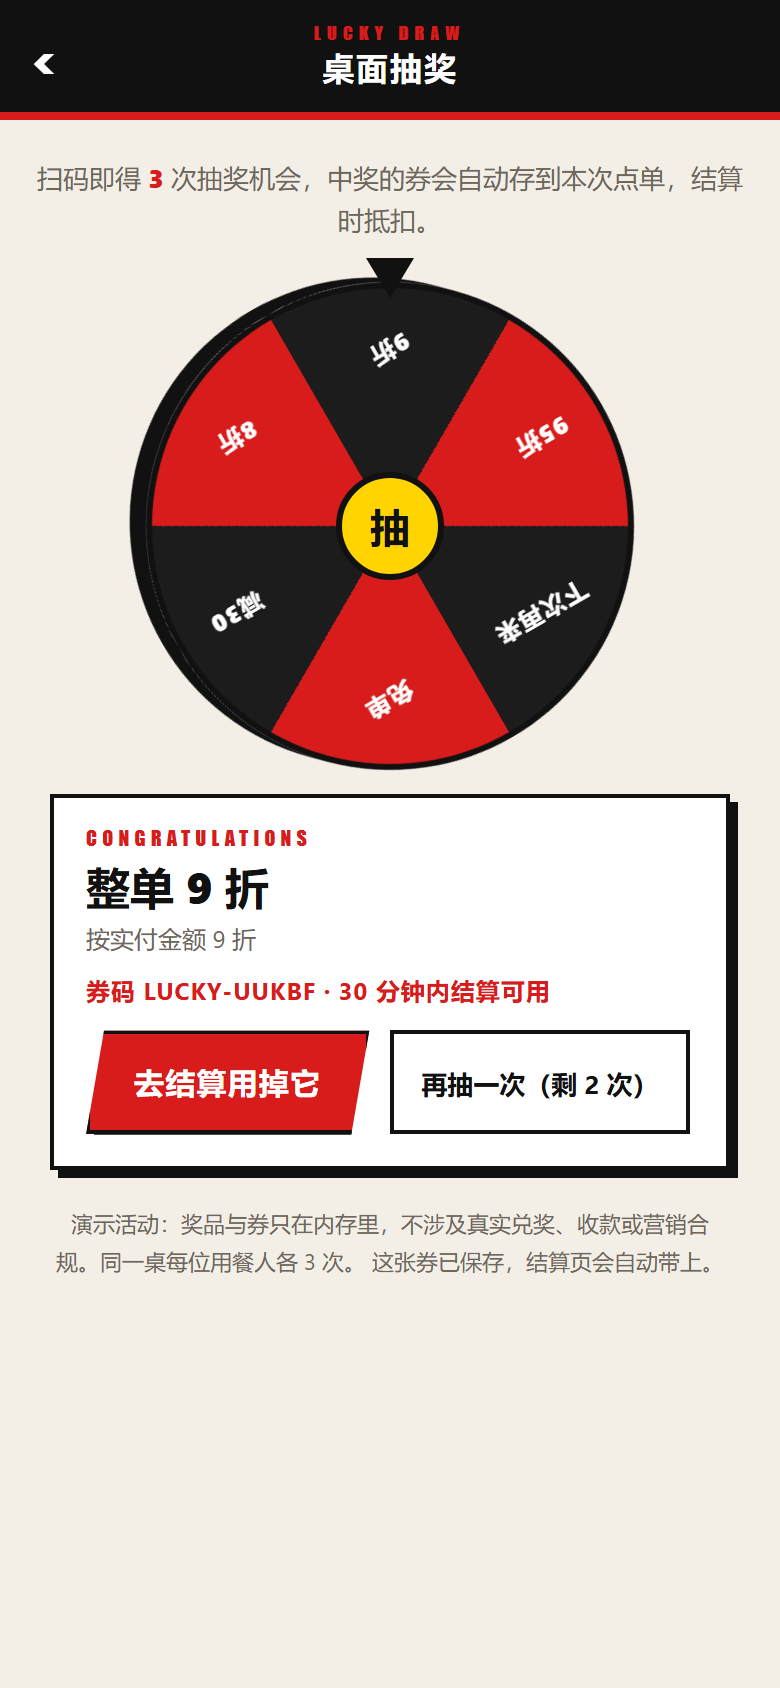 LUCKY DRAW
桌面抽奖
扫码即得 3 次抽奖机会，中奖的券会自动存到本次点单，结算
时抵扣。
9折
8折
95折
抽
减30
下次再来
免单
CONGRATULATIONS
整单 9 折
按实付金额 9 折
券码 LUCKY-UUKBF · 30 分钟内结算可用
去结算用掉它
再抽一次（剩 2 次）
演示活动：奖品与券只在内存里，不涉及真实兑奖、收款或营销合
规。同一桌每位用餐人各 3 次。 这张券已保存，结算页会自动带上。